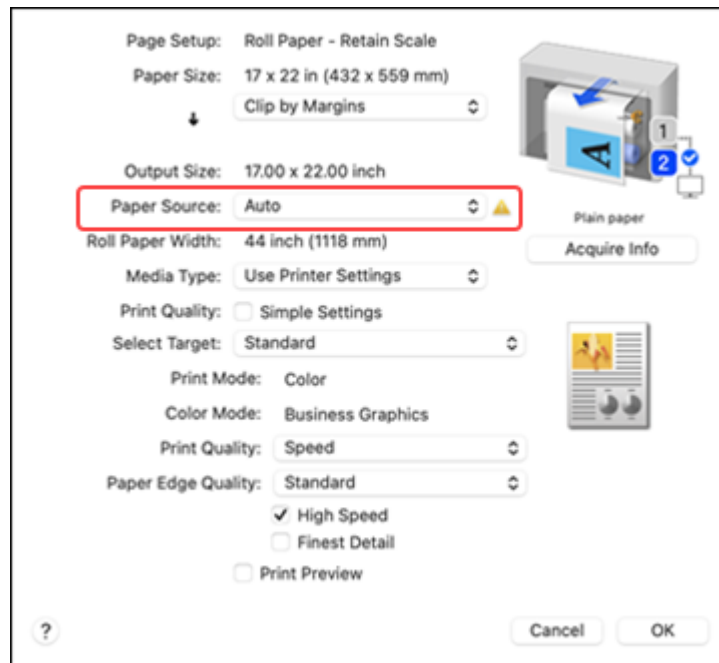 Page Setup: Roll Paper - Retain Scale
Paper Size: 17 x 22 in (432 x 559 mm)
Clip by Margins
Output Size: 17.00 x 22.00 inch
Paper Source: Auto
Roll Paper Width: 44 inch (1118 mm)
Media Type: Use Printer Settings
Print Quality: Simple Settings
Select Target: Standard
Print Mode: Color
Color Mode: Business Graphics
Print Quality: Speed
Paper Edge Quality: Standard
High Speed
Finest Detail
Print Preview
A
1
2
Plain paper
Acquire Info
?
Cancel OK